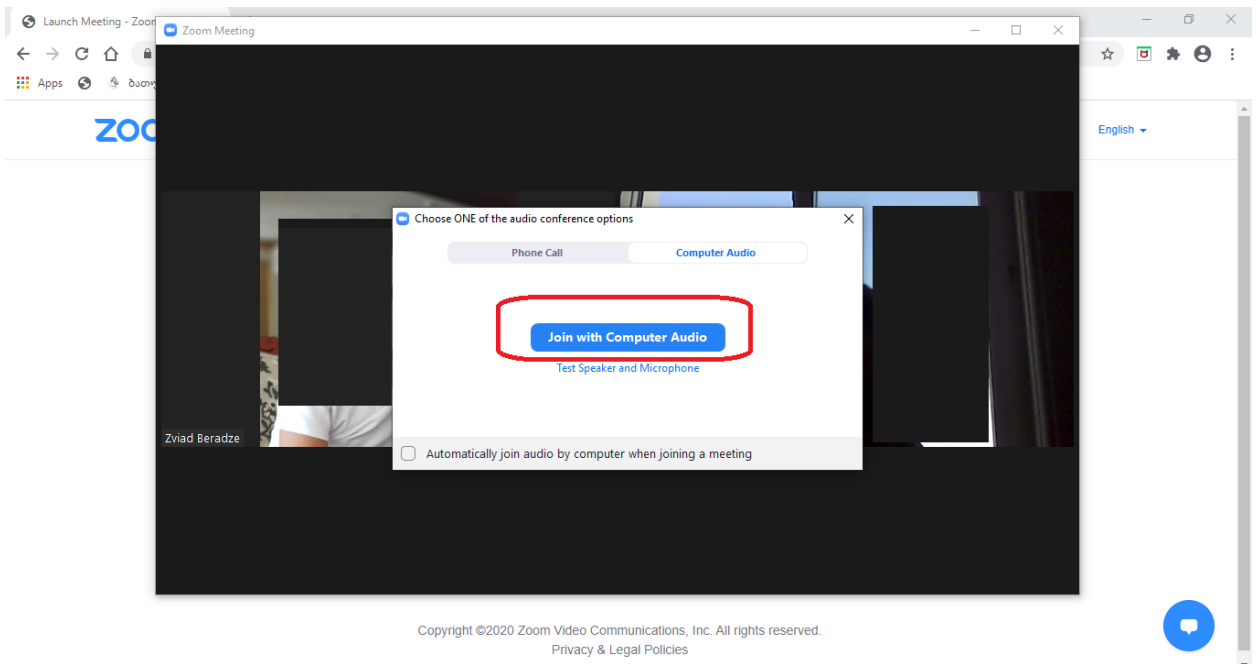 Launch Meeting - Zoom
Zoom Meeting
Apps
ZOO
English
Choose ONE of the audio conference options
Phone Call
Computer Audio
Join with Computer Audio
Test Speaker and Microphone
Zviad Beradze
Automatically join audio by computer when joining a meeting
Copyright ©2020 Zoom Video Communications, Inc. All rights reserved.
Privacy & Legal Policies